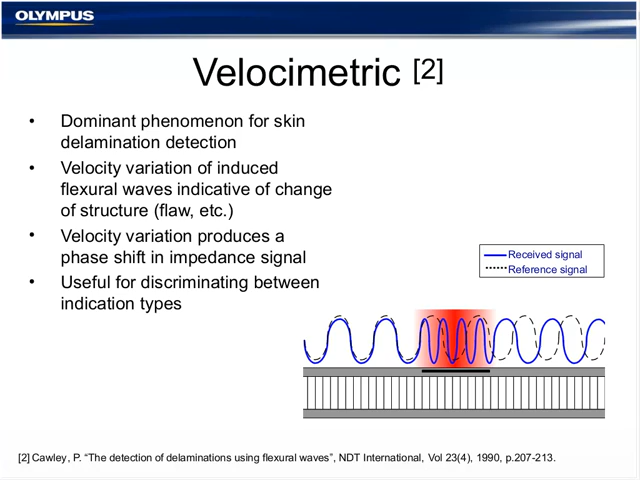 OLYMPUS
Velocimetric [2]
• Dominant phenomenon for skin
delamination detection
• Velocity variation of induced
flexural waves indicative of change
of structure (flaw, etc.)
• Velocity variation produces a
phase shift in impedance signal
• Useful for discriminating between
indication types
Received signal
Reference signal
[2] Cawley, P. “The detection of delaminations using flexural waves”, NDT International, Vol 23(4), 1990, p.207-213.